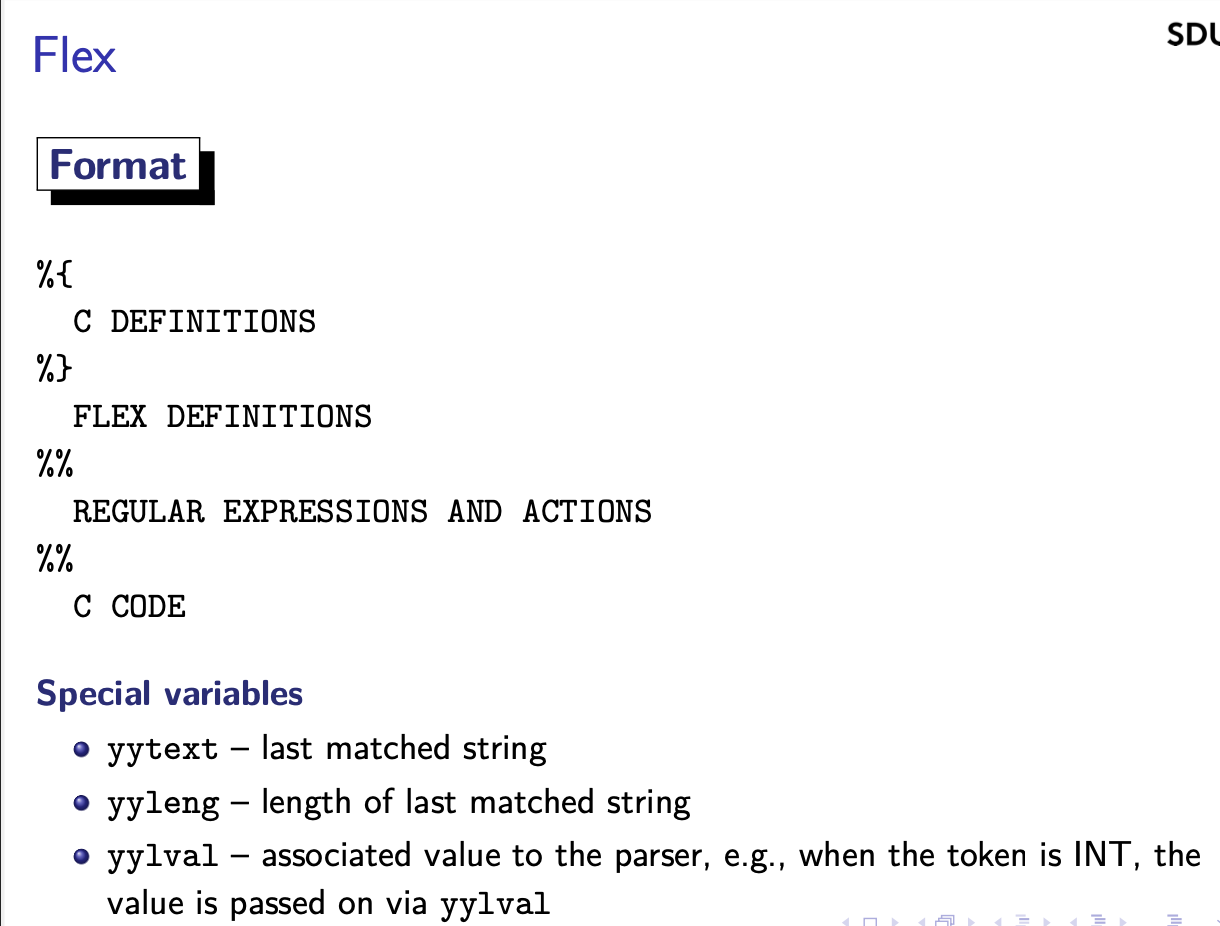 Flex
SDU
Format
%{
C DEFINITIONS
%}
FLEX DEFINITIONS
%%
REGULAR EXPRESSIONS AND ACTIONS
%%
C CODE
Special variables
yytext – last matched string
yyleng – length of last matched string
yylval – associated value to the parser, e.g., when the token is INT, the
value is passed on via yylval